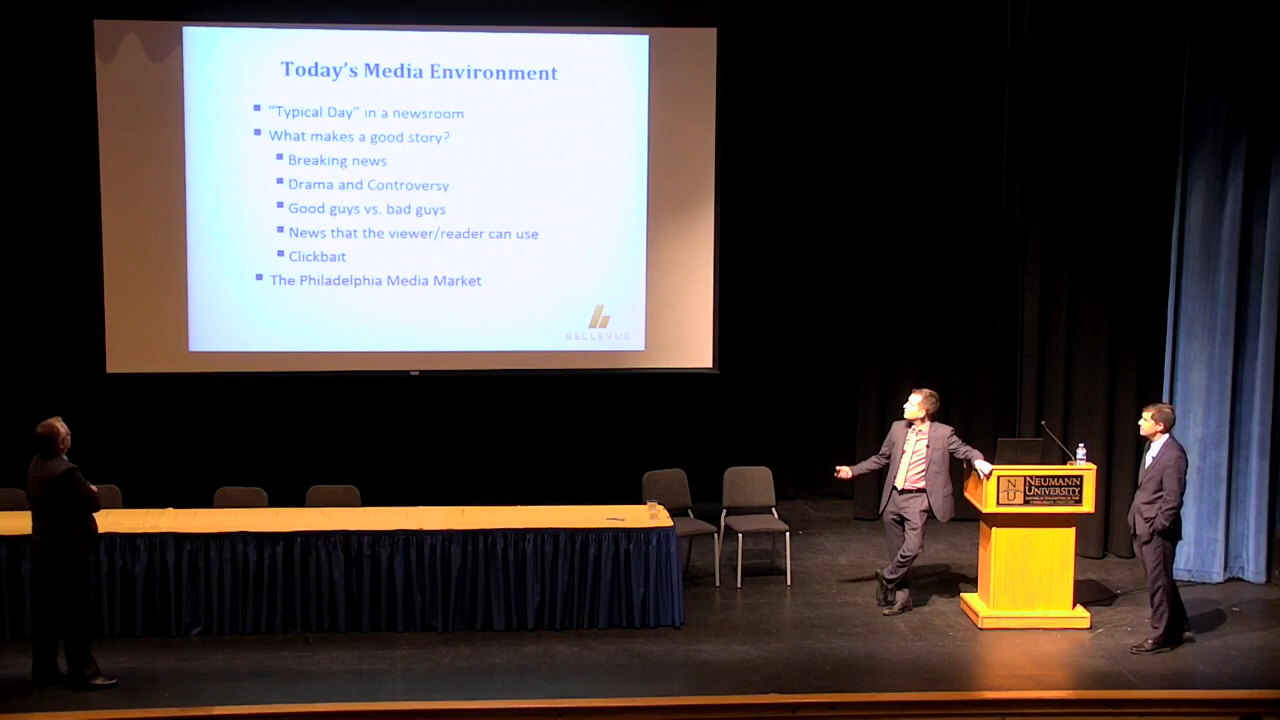 Today's Media Environment
"Typical Day" in a newsroom
What makes a good story?
Breaking news
Drama and Controversy
Good guys vs. bad guys
News that the viewer/reader can use
Clickbait
The Philadelphia Media Market
BELLEVUE
N
U
NEUMANN
UNIVERSITY